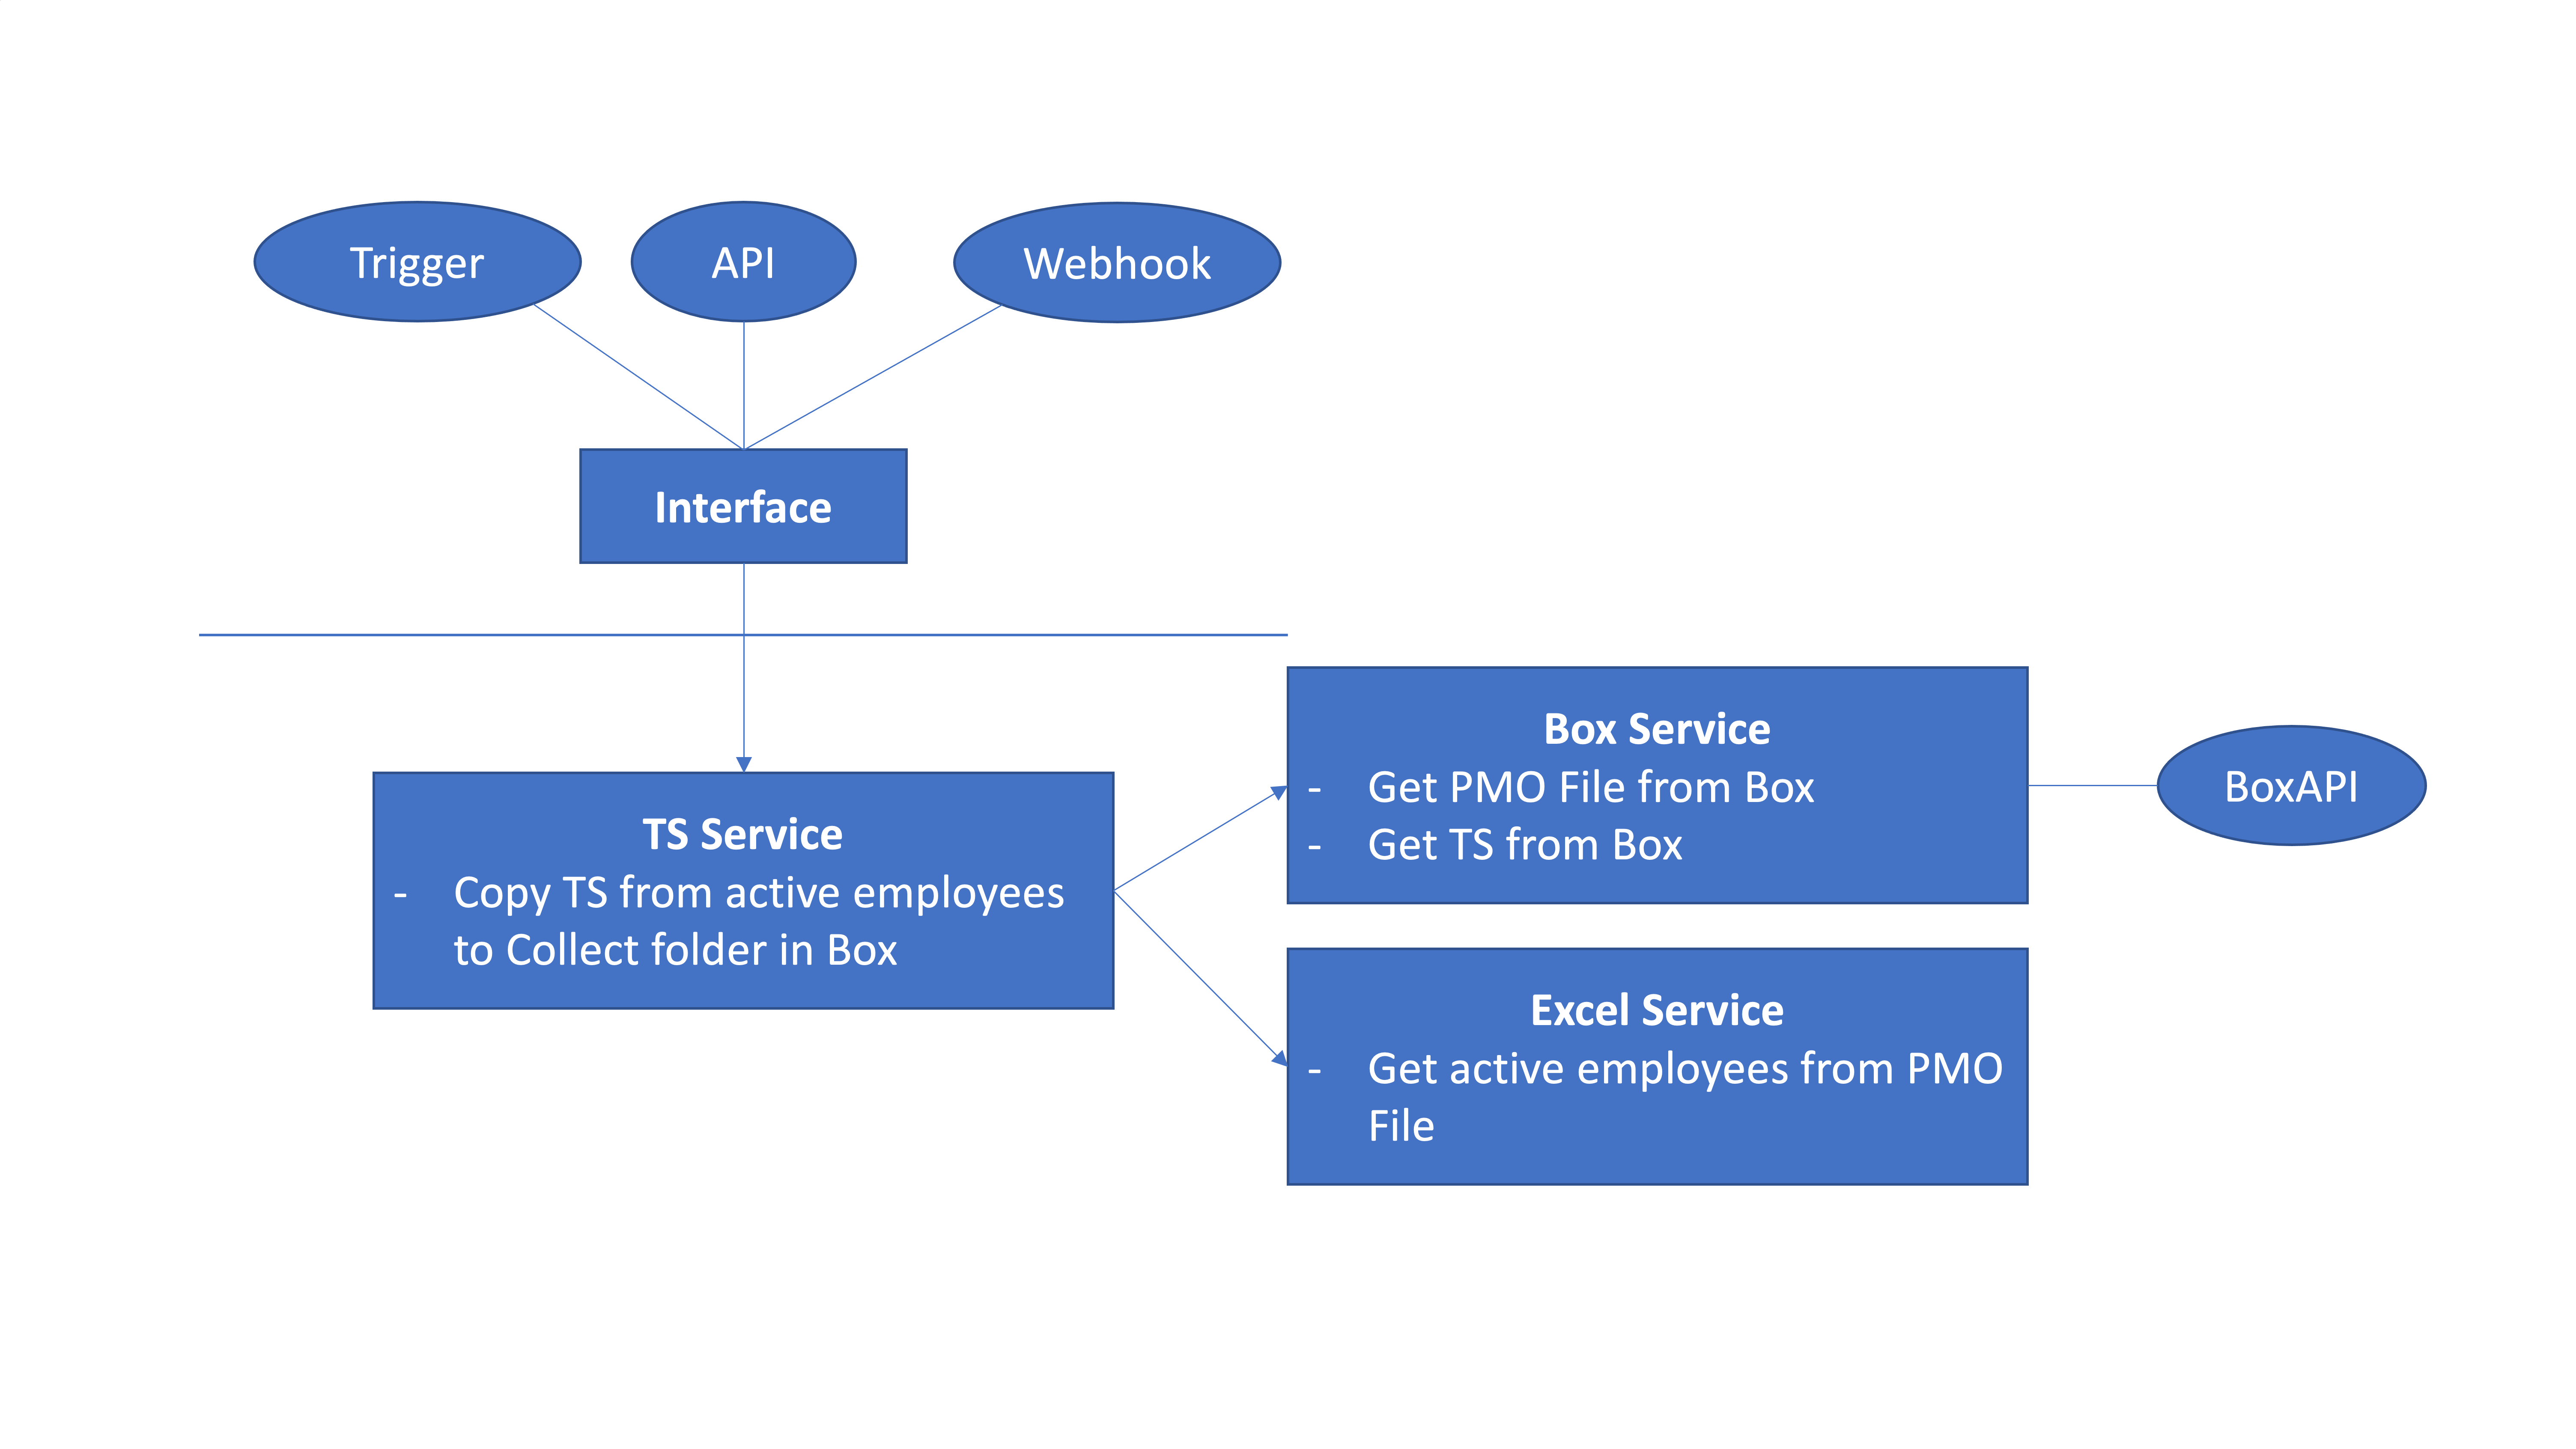 Trigger
API
Webhook
Interface
TS Service
- Copy TS from active employees
to Collect folder in Box
Box Service
- Get PMO File from Box
- Get TS from Box
BoxAPI
Excel Service
- Get active employees from PMO
File